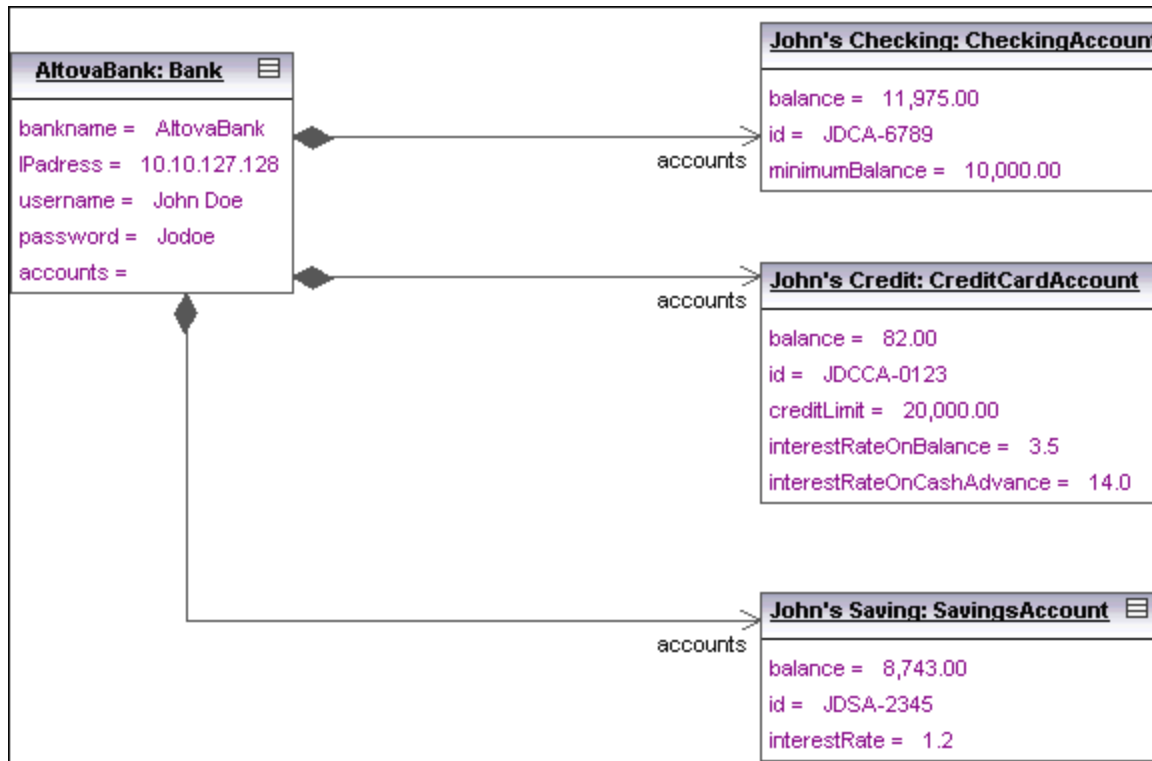 AltovaBank: Bank
bankname = AltovaBank
IPadress = 10.10.127.128
username = John Doe
password = Jodoe
accounts =
accounts
John's Checking: CheckingAccount
balance = 11,975.00
id = JDCA-6789
minimumBalance = 10,000.00
accounts
John's Credit: CreditCardAccount
balance = 82.00
id = JDCCA-0123
creditLimit = 20,000.00
interestRateOnBalance = 3.5
interestRateOnCashAdvance = 14.0
accounts
John's Saving: SavingsAccount
balance = 8,743.00
id = JDSA-2345
interestRate = 1.2